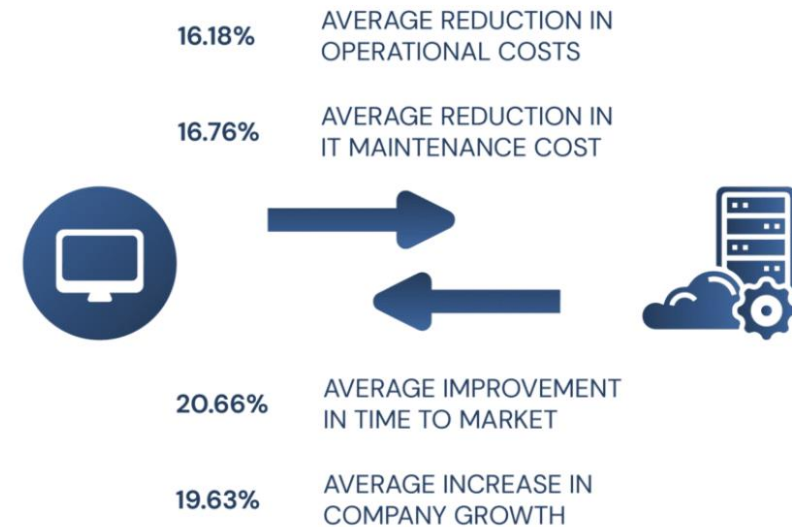 16.18%
AVERAGE REDUCTION IN
OPERATIONAL COSTS
16.76%
AVERAGE REDUCTION IN
IT MAINTENANCE COST
20.66%
AVERAGE IMPROVEMENT
IN TIME TO MARKET
19.63%
AVERAGE INCREASE IN
COMPANY GROWTH